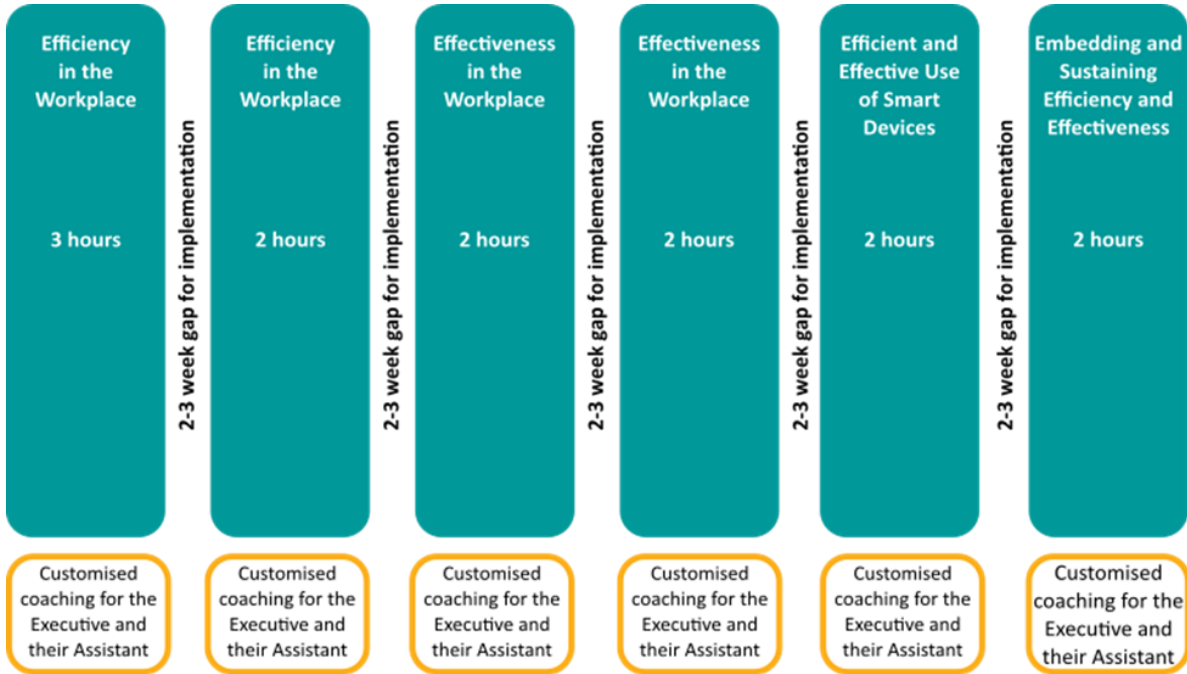 Efficiency
in the
Workplace
3 hours
2-3 week gap for implementation
Efficiency
in the
Workplace
2 hours
2-3 week gap for implementation
Effectiveness
in the
Workplace
2 hours
2-3 week gap for implementation
Effectiveness
in the
Workplace
2 hours
2-3 week gap for implementation
Efficient and
Effective Use
of Smart
Devices
2 hours
2-3 week gap for implementation
Embedding and
Sustaining
Efficiency and
Effectiveness
2 hours
Customised
coaching for the
Executive and
their Assistant
Customised
coaching for the
Executive and
their Assistant
Customised
coaching for the
Executive and
their Assistant
Customised
coaching for the
Executive and
their Assistant
Customised
coaching for the
Executive and
their Assistant
Customised
coaching for the
Executive and
their Assistant